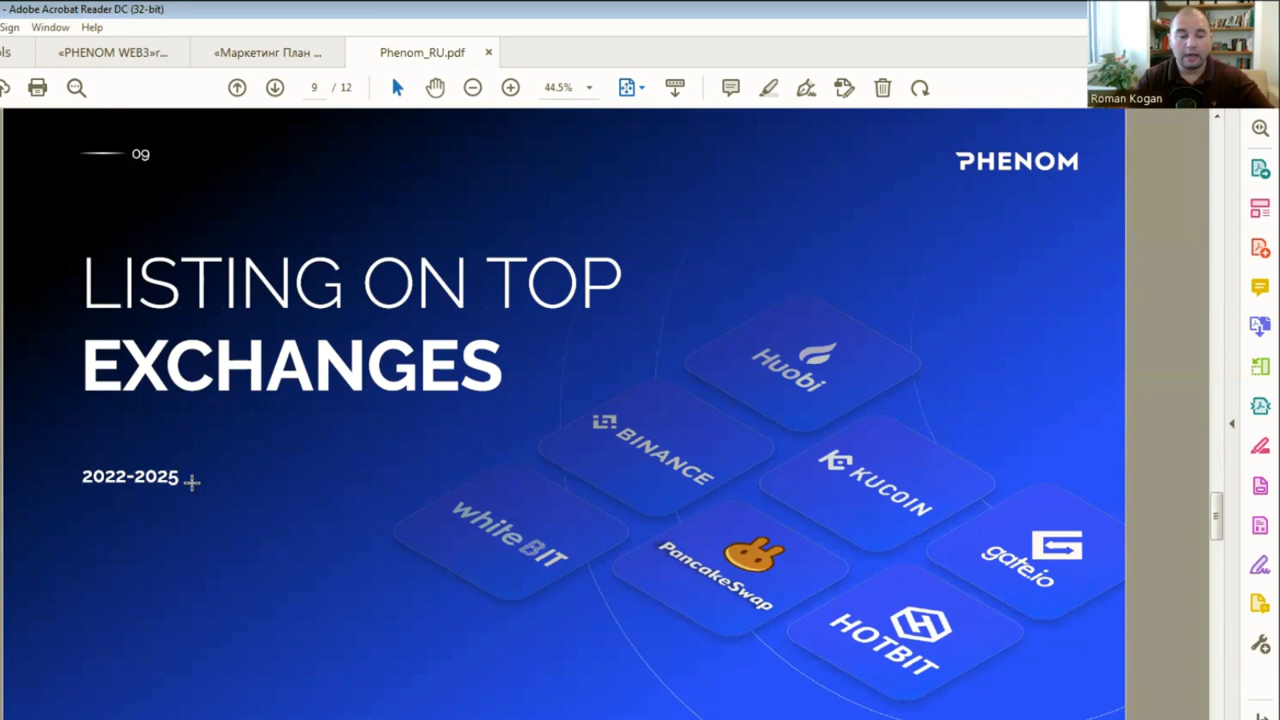 - Adobe Acrobat Reader DC (32-bit)
Sign Window Help
ols
«PHENOM WEB3»r...
«Маркетинг План ...
Phenom_RU.pdf ×
9 / 12
44.5%
Roman Kogan
09
PHENOM
LISTING ON TOP
EXCHANGES
2022-2025
Huobi
BINANCE
KUCOIN
whiteBIT
PancakeSwap
gate.io
HOTBIT